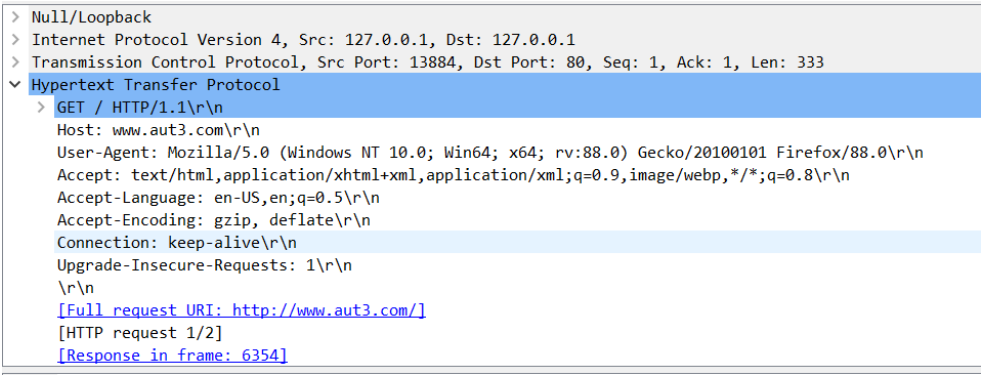 Null/Loopback
Internet Protocol Version 4, Src: 127.0.0.1, Dst: 127.0.0.1
Transmission Control Protocol, Src Port: 13884, Dst Port: 80, Seq: 1, Ack: 1, Len: 333
Hypertext Transfer Protocol
GET / HTTP/1.1\r\n
Host: www.aut3.com\r\n
User-Agent: Mozilla/5.0 (Windows NT 10.0; Win64; x64; rv:88.0) Gecko/20100101 Firefox/88.0\r\n
Accept: text/html,application/xhtml+xml,application/xml;q=0.9,image/webp,*/*;q=0.8\r\n
Accept-Language: en-US,en;q=0.5\r\n
Accept-Encoding: gzip, deflate\r\n
Connection: keep-alive\r\n
Upgrade-Insecure-Requests: 1\r\n
\r\n
[Full request URI: http://www.aut3.com/]
[HTTP request 1/2]
[Response in frame: 6354]